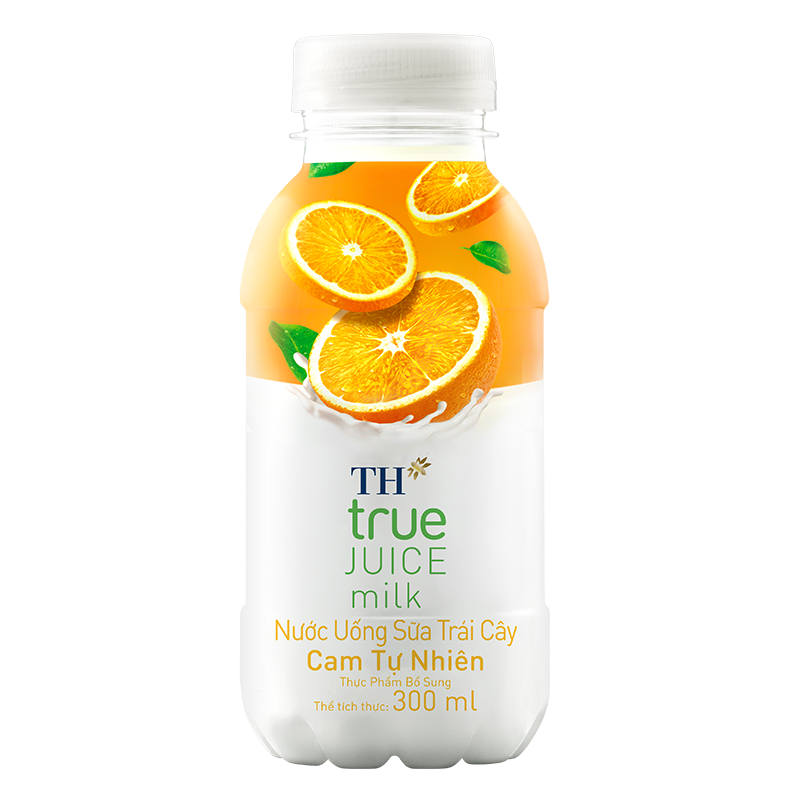 TH
true
JUICE
milk
Nước Uống Sữa Trái Cây
Cam Tự Nhiên
Thực Phẩm Bổ Sung
Thể tích thực: 300 ml